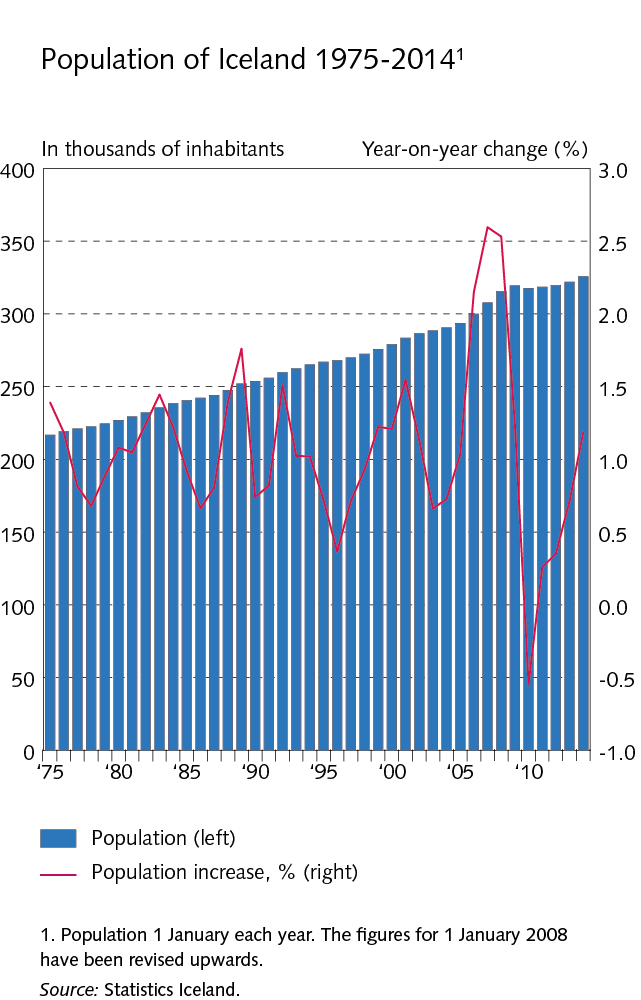 Population of Iceland 1975-2014¹
In thousands of inhabitants Year-on-year change (%)
400 3.0
350 2.5
300 2.0
250 1.5
200 1.0
150 0.5
100 0.0
50 -0.5
0 -1.0
‘75 ‘80 ‘85 ‘90 ‘95 ‘00 ‘05 ‘10
Population (left)
Population increase, % (right)
1. Population 1 January each year. The figures for 1 January 2008
have been revised upwards.
Source: Statistics Iceland.